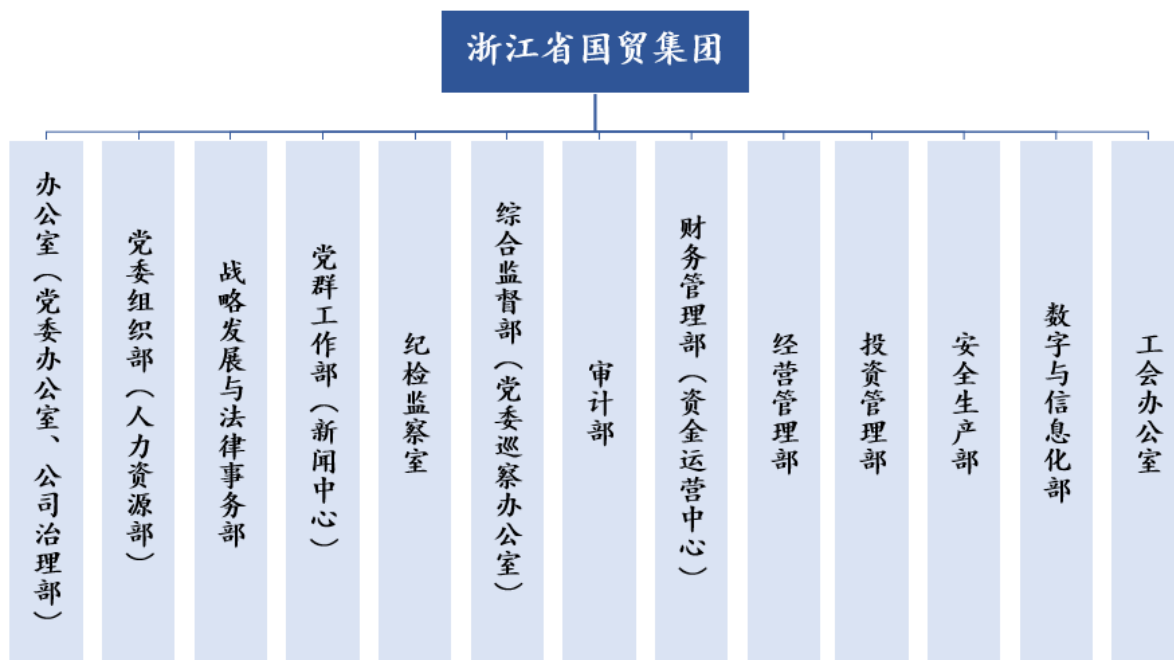 浙江省国贸集团
办公室（党委办公室、公司治理部）
党委组织部（人力资源部）
战略发展与法律事务部
党群工作部（新闻中心）
纪检监察室
综合监督部（党委巡察办公室）
审计部
财务管理部（资金运营中心）
经营管理部
投资管理部
安全生产部
数字与信息化部
工会办公室